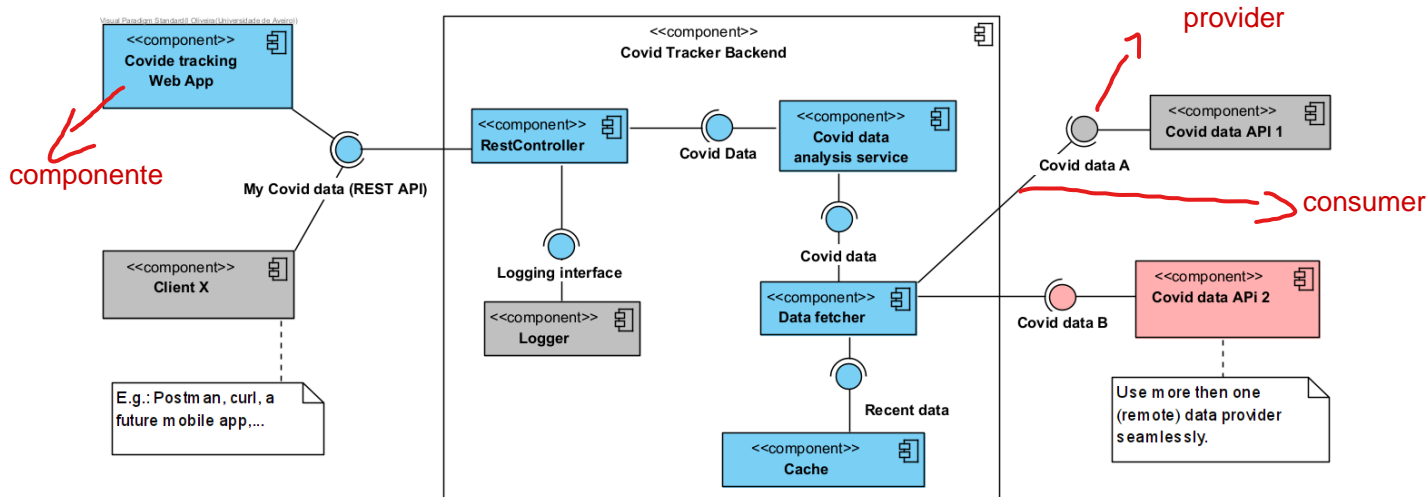 Visual Paradigm Standard(I Oliveira(Universidade de Aveiro))
<<component>>
Covide tracking
Web App
componente
My Covid data (REST API)
<<component>>
Client X
E.g.: Postman, curl, a
future mobile app,...
<<component>>
Covid Tracker Backend
<<component>>
RestController
Covid Data
<<component>>
Covid data
analysis service
Logging interface
<<component>>
Logger
Covid data
<<component>>
Data fetcher
Recent data
<<component>>
Cache
provider
<<component>>
Covid data API 1
Covid data A
consumer
<<component>>
Covid data APi 2
Covid data B
Use more then one
(remote) data provider
seamlessly.